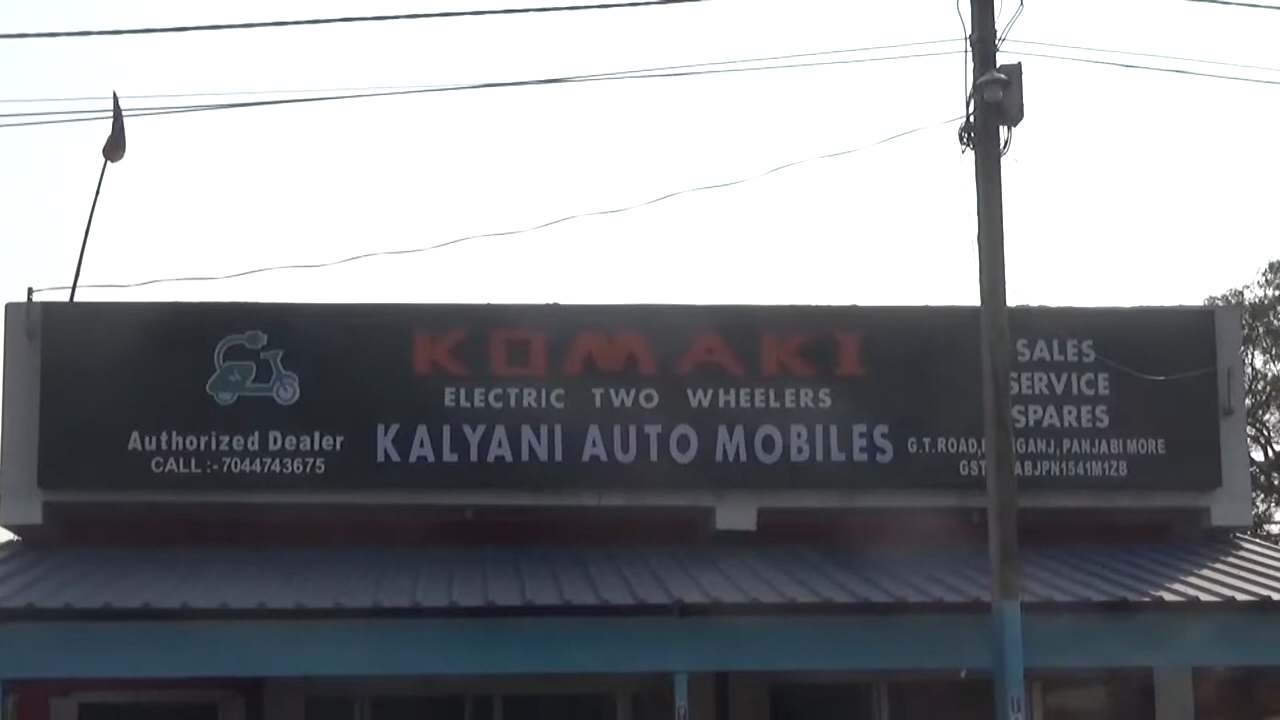 KOMAKI
ELECTRIC TWO WHEELERS
KALYANI AUTO MOBILES
Authorized Dealer
CALL :- 7044743675
SALES
SERVICE
SPARES
G.T.ROAD, PANJABI MORE